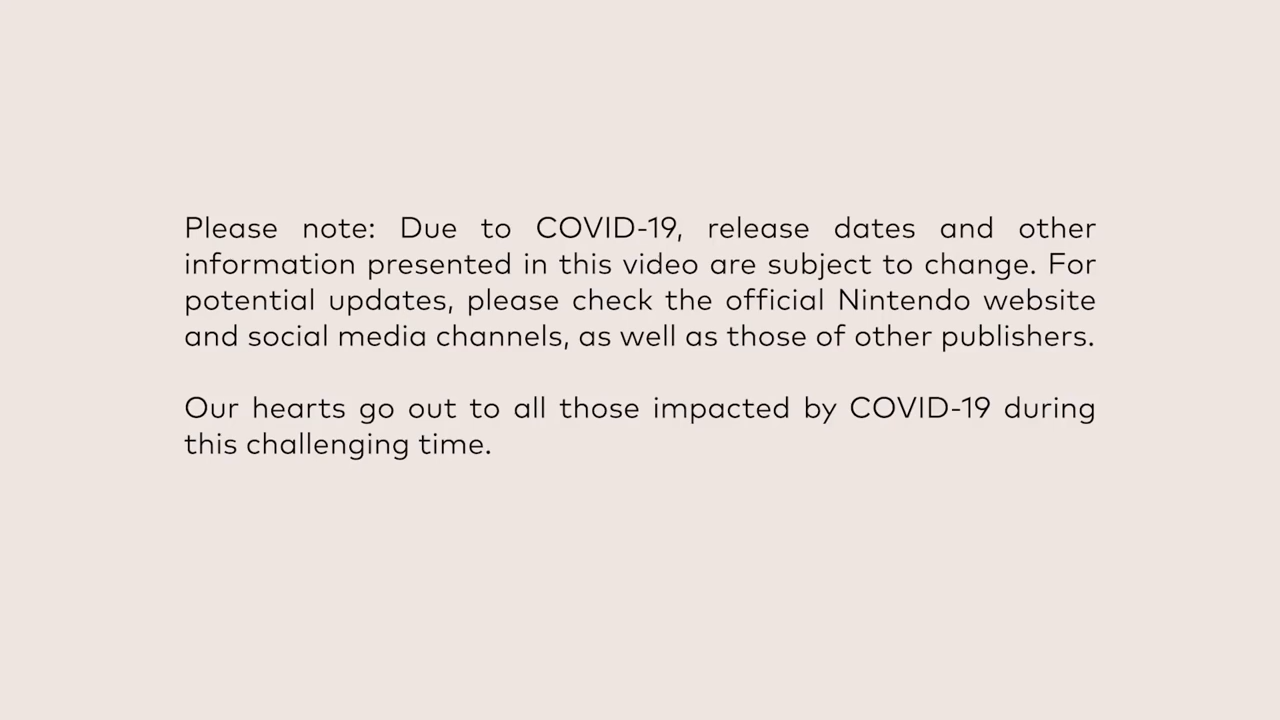 Please note: Due to COVID-19, release dates and other
information presented in this video are subject to change. For
potential updates, please check the official Nintendo website
and social media channels, as well as those of other publishers.
Our hearts go out to all those impacted by COVID-19 during
this challenging time.